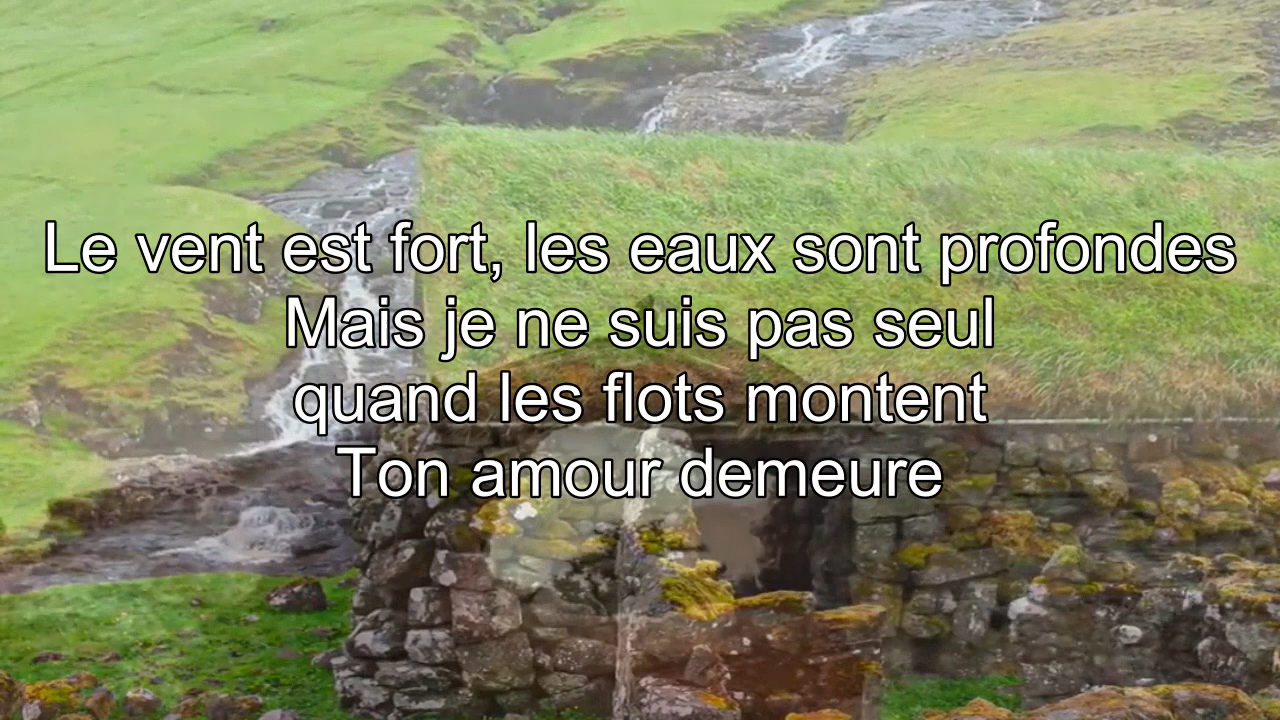 Le vent est fort, les eaux sont profondes
Mais je ne suis pas seul
quand les flots montent
Ton amour demeure